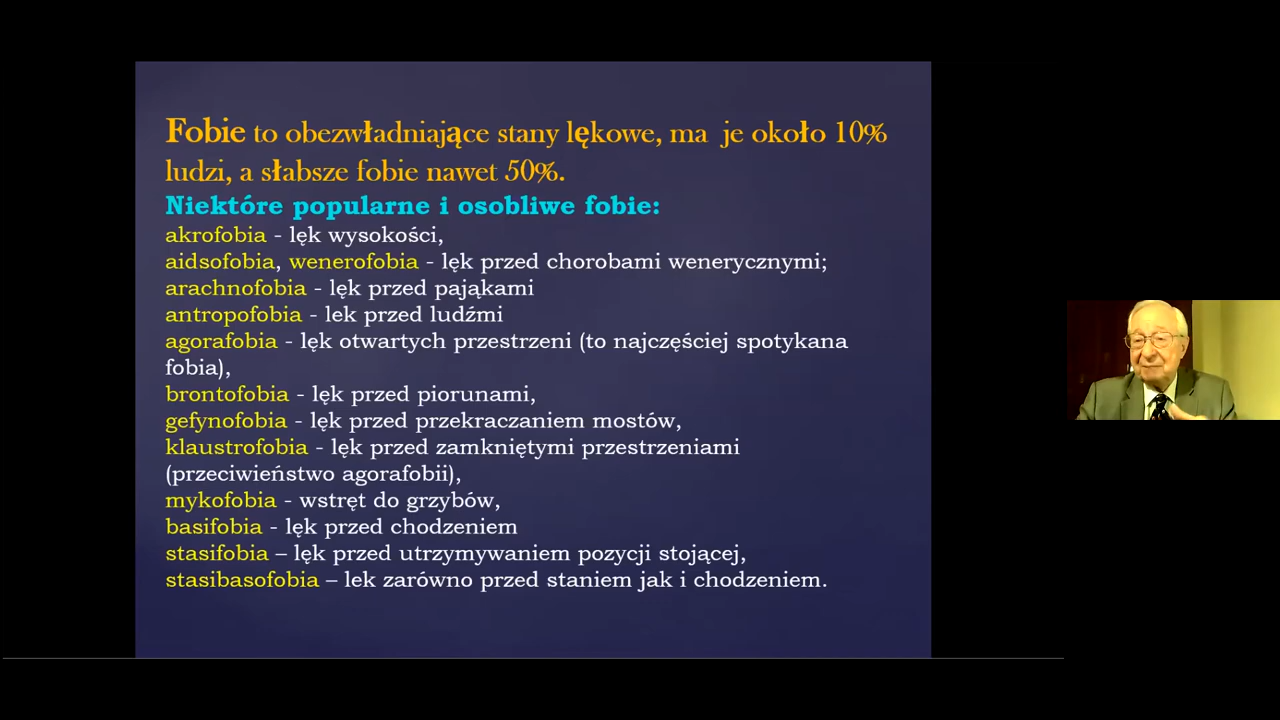 Fobie to obezwładniające stany lękowe, ma je około 10%
ludzi, a słabsze fobie nawet 50%.
Niektóre popularne i osobliwe fobie:
akrofobia - lęk wysokości,
aidsofobia, wenerofobia - lęk przed chorobami wenerycznymi;
arachnofobia - lęk przed pająkami
antropofobia - lek przed ludźmi
agorafobia - lęk otwartych przestrzeni (to najczęściej spotykana
fobia),
brontofobia - lęk przed piorunami,
gefynofobia - lęk przed przekraczaniem mostów,
klaustrofobia - lęk przed zamkniętymi przestrzeniami
(przeciwieństwo agorafobii),
mykofobia - wstręt do grzybów,
basifobia - lęk przed chodzeniem
stasifobia – lęk przed utrzymywaniem pozycji stojącej,
stasibasofobia – lek zarówno przed staniem jak i chodzeniem.